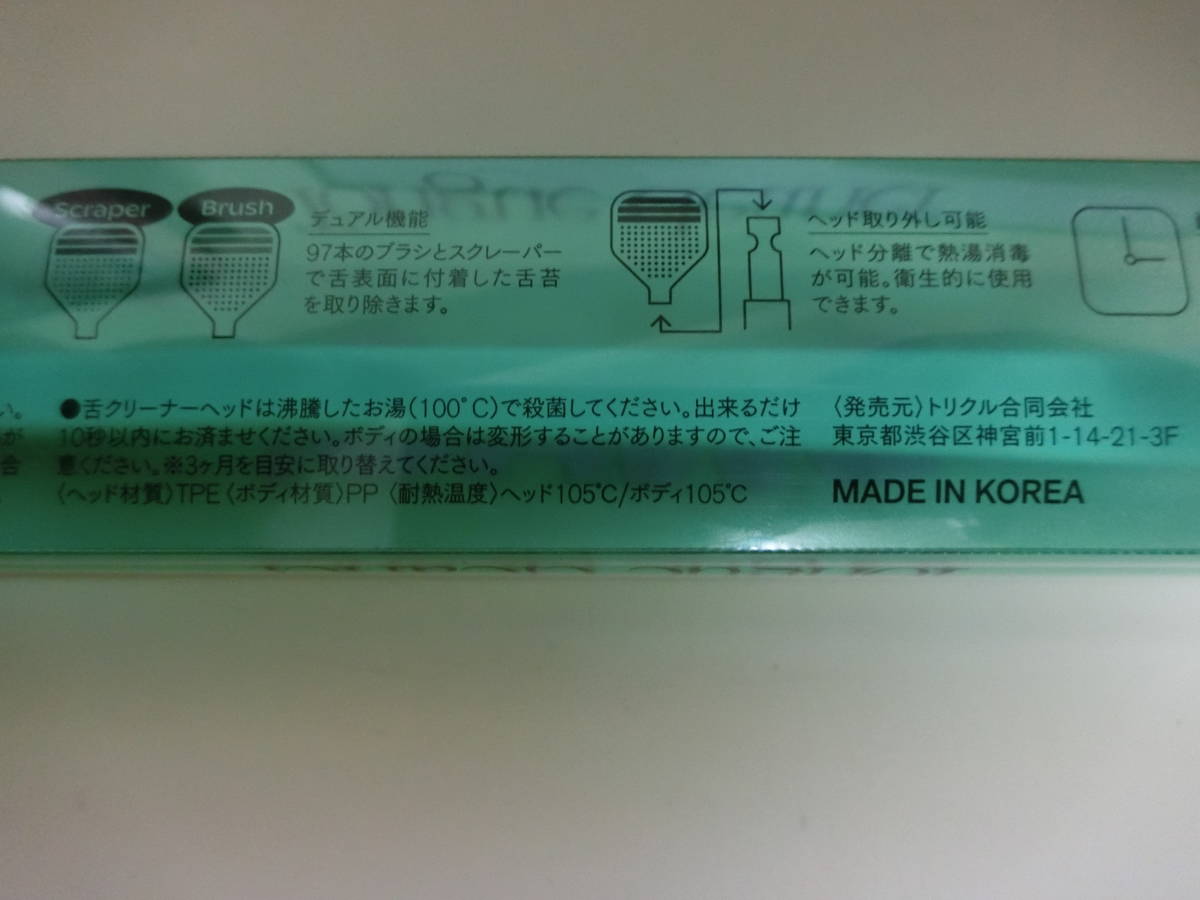 Scraper
Brush
デュアル機能
97本のブラシとスクレーパー
で舌表面に付着した舌苔
を取り除きます。
ヘッド取り外し可能
ヘッド分離で熱湯消毒
が可能。衛生的に使用
できます。
い。
が
合
●舌クリーナーヘッドは沸騰したお湯(100°C)で殺菌してください。出来るだけ
10秒以内にお済ませください。ボディの場合は変形することがありますので、ご注
意ください。※3ヶ月を目安に取り替えてください。
〈ヘッド材質〉TPE〈ボディ材質〉PP〈耐熱温度〉ヘッド105℃/ボディ105℃
〈発売元〉トリクル合同会社
東京都渋谷区神宮前1-14-21-3F
MADE IN KOREA